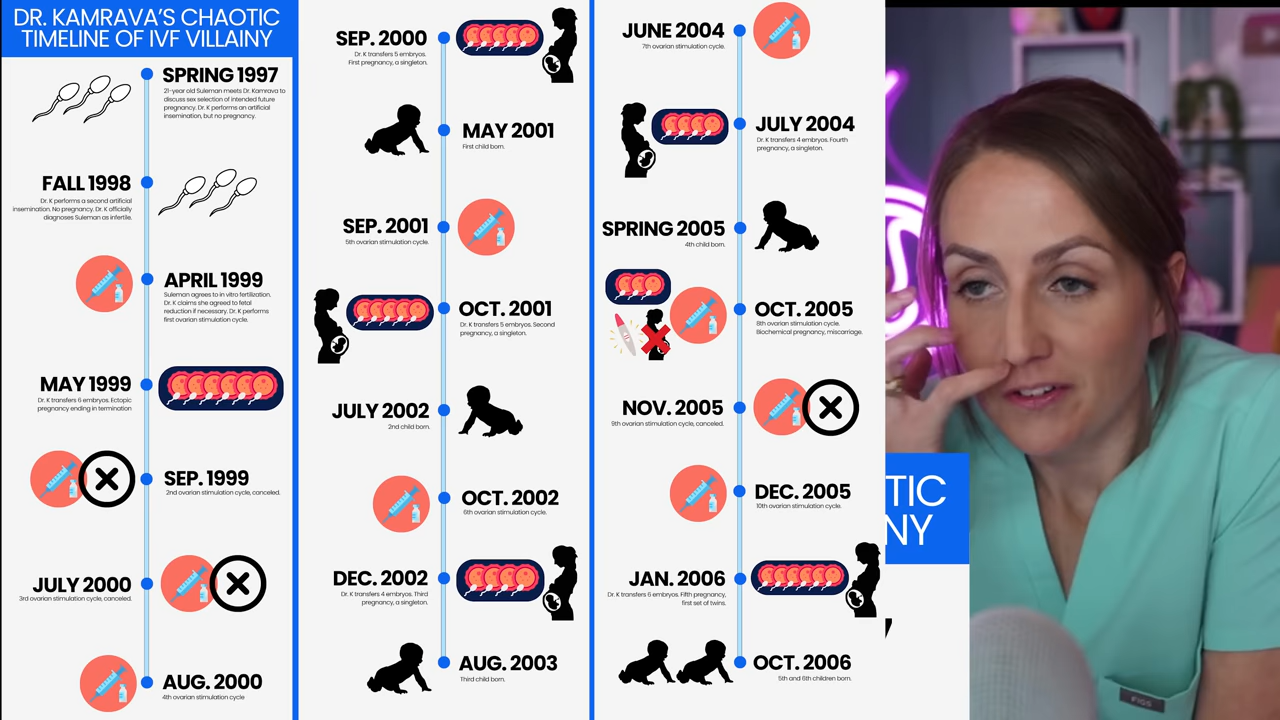 DR. KAMRAVA'S CHAOTIC
TIMELINE OF IVF VILLAINY
SPRING 1997
21-year old Suleman meets Dr. Kamrava to
discuss sex selection of intended future
pregnancy. Dr. K performs an artificial
insemination, but no pregnancy.
FALL 1998
Dr. K performs a second artificial
insemination. No pregnancy. Dr. K officially
diagnoses Suleman as infertile.
APRIL 1999
Suleman agrees to in vitro fertilization.
Dr. K claims she agreed to fetal
reduction if necessary. Dr. K performs
first ovarian stimulation cycle.
MAY 1999
Dr. K transfers 6 embryos. Ectopic
pregnancy ending in termination
SEP. 1999
2nd ovarian stimulation cycle, canceled.
JULY 2000
3rd ovarian stimulation cycle, canceled.
AUG. 2000
4th ovarian stimulation cycle
SEP. 2000
Dr. K transfers 5 embryos.
First pregnancy, a singleton.
MAY 2001
First child born.
SEP. 2001
5th ovarian stimulation cycle.
OCT. 2001
Dr. K transfers 5 embryos. Second
pregnancy, a singleton.
JULY 2002
2nd child born.
OCT. 2002
6th ovarian stimulation cycle.
DEC. 2002
Dr. K transfers 4 embryos. Third
pregnancy, a singleton.
AUG. 2003
Third child born.
JUNE 2004
7th ovarian stimulation cycle.
JULY 2004
Dr. K transfers 4 embryos. Fourth
pregnancy, a singleton.
SPRING 2005
4th child born.
OCT. 2005
8th ovarian stimulation cycle.
Biochemical pregnancy, miscarriage.
NOV. 2005
9th ovarian stimulation cycle, canceled.
DEC. 2005
10th ovarian stimulation cycle.
JAN. 2006
Dr. K transfers 6 embryos. Fifth pregnancy,
first set of twins.
OCT. 2006
5th and 6th children born.
TIC
NY
FIGS